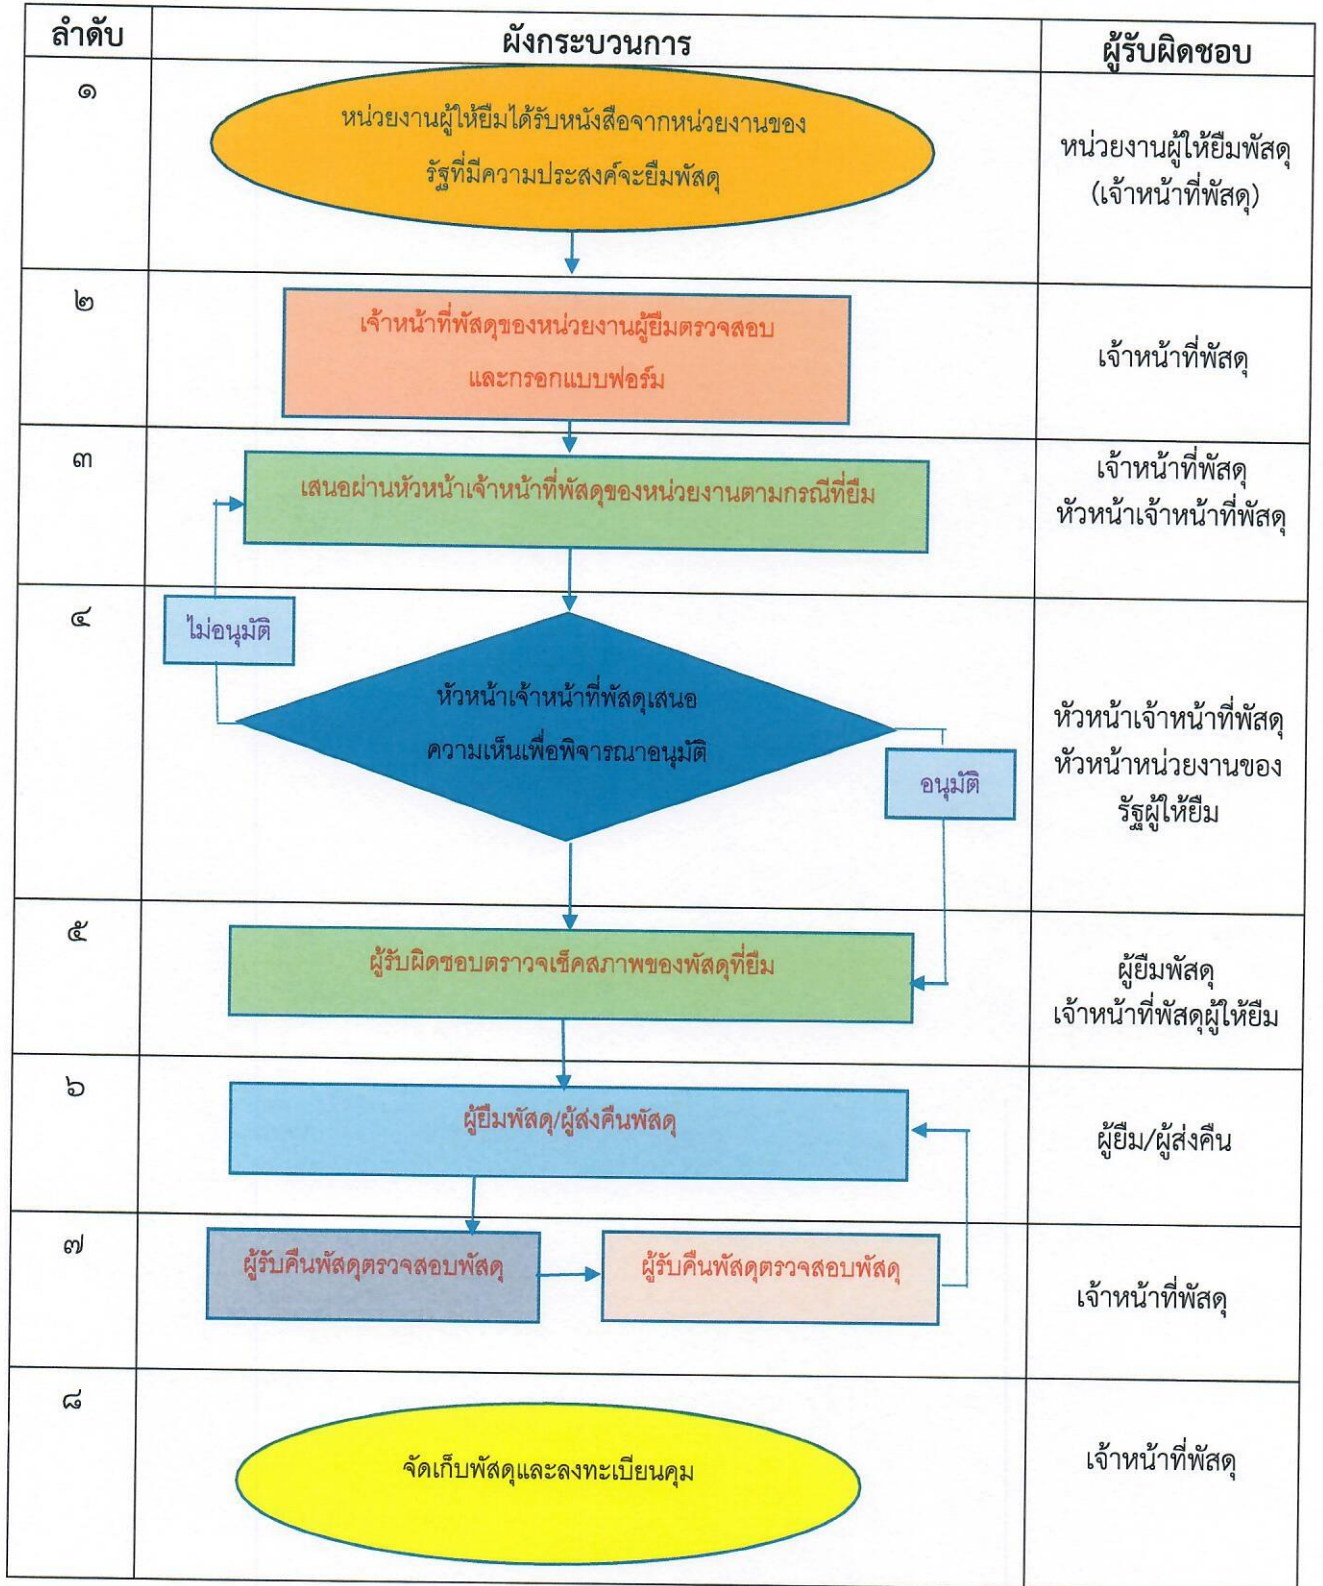 ลำดับ
ผังกระบวนการ
ผู้รับผิดชอบ
๑
หน่วยงานผู้ให้ยืมได้รับหนังสือจากหน่วยงานของ
รัฐที่มีความประสงค์จะยืมพัสดุ
หน่วยงานผู้ให้ยืมพัสดุ
(เจ้าหน้าที่พัสดุ)
๒
เจ้าหน้าที่พัสดุของหน่วยงานผู้ยืมตรวจสอบ
และกรอกแบบฟอร์ม
เจ้าหน้าที่พัสดุ
๓
เสนอผ่านหัวหน้าเจ้าหน้าที่พัสดุของหน่วยงานตามกรณีที่ยืม
เจ้าหน้าที่พัสดุ
หัวหน้าเจ้าหน้าที่พัสดุ
๔
ไม่อนุมัติ
หัวหน้าเจ้าหน้าที่พัสดุเสนอ
ความเห็นเพื่อพิจารณาอนุมัติ
อนุมัติ
หัวหน้าเจ้าหน้าที่พัสดุ
หัวหน้าหน่วยงานของ
รัฐผู้ให้ยืม
๕
ผู้รับผิดชอบตราวจเช็คสภาพของพัสดุที่ยืม
ผู้ยืมพัสดุ
เจ้าหน้าที่พัสดุผู้ให้ยืม
๖
ผู้ยืมพัสดุ/ผู้ส่งคืนพัสดุ
ผู้ยืม/ผู้ส่งคืน
๗
ผู้รับคืนพัสดุตรวจสอบพัสดุ
ผู้รับคืนพัสดุตรวจสอบพัสดุ
เจ้าหน้าที่พัสดุ
๘
จัดเก็บพัสดุและลงทะเบียนคุม
เจ้าหน้าที่พัสดุ